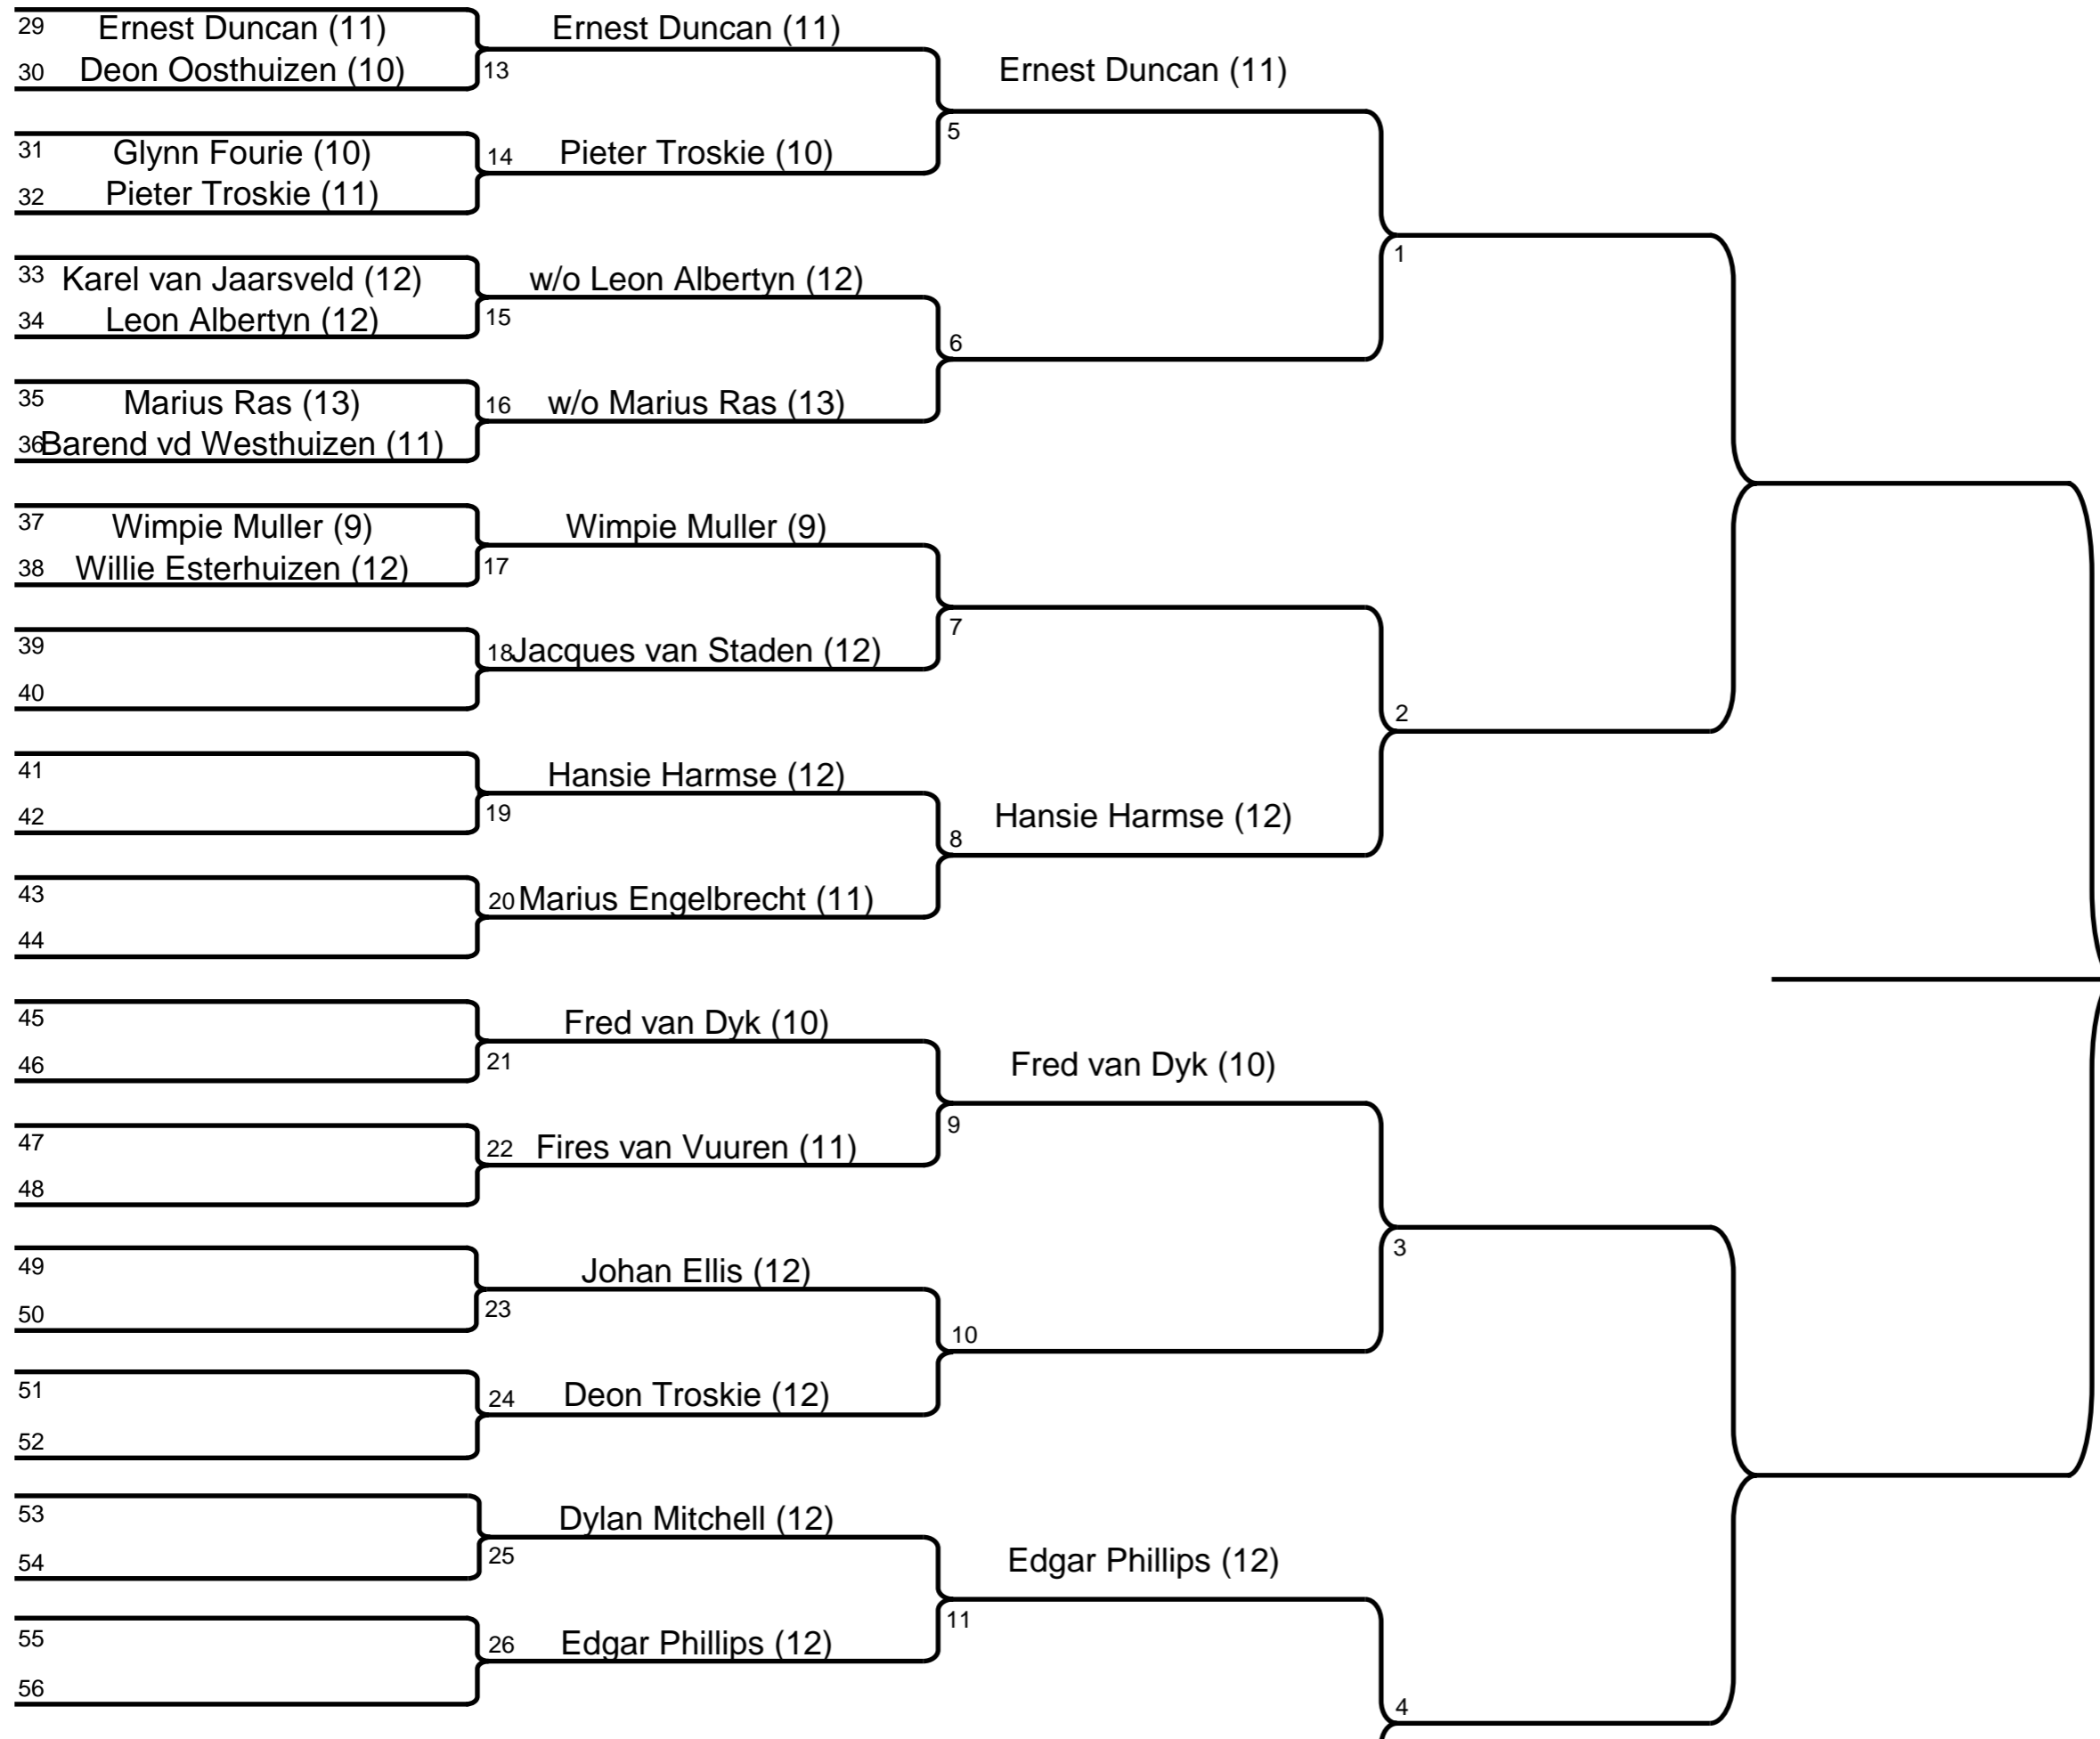 29 Ernest Duncan (11) Ernest Duncan (11)
30 Deon Oosthuizen (10) 13 Ernest Duncan (11)
5
31 Glynn Fourie (10) 14 Pieter Troskie (10)
32 Pieter Troskie (11)
1
33 Karel van Jaarsveld (12) w/o Leon Albertyn (12)
34 Leon Albertyn (12) 15
6
35 Marius Ras (13) 16 w/o Marius Ras (13)
36 Barend vd Westhuizen (11)
37 Wimpie Muller (9) Wimpie Muller (9)
38 Willie Esterhuizen (12) 17
7
39 18 Jacques van Staden (12)
40
2
41 Hansie Harmse (12)
42 19 Hansie Harmse (12)
8
43 20 Marius Engelbrecht (11)
44
45 Fred van Dyk (10)
46 21 Fred van Dyk (10)
9
47 22 Fires van Vuuren (11)
48
3
49 Johan Ellis (12)
50 23
10
51 24 Deon Troskie (12)
52
53 Dylan Mitchell (12)
54 25 Edgar Phillips (12)
11
55 26 Edgar Phillips (12)
56
4